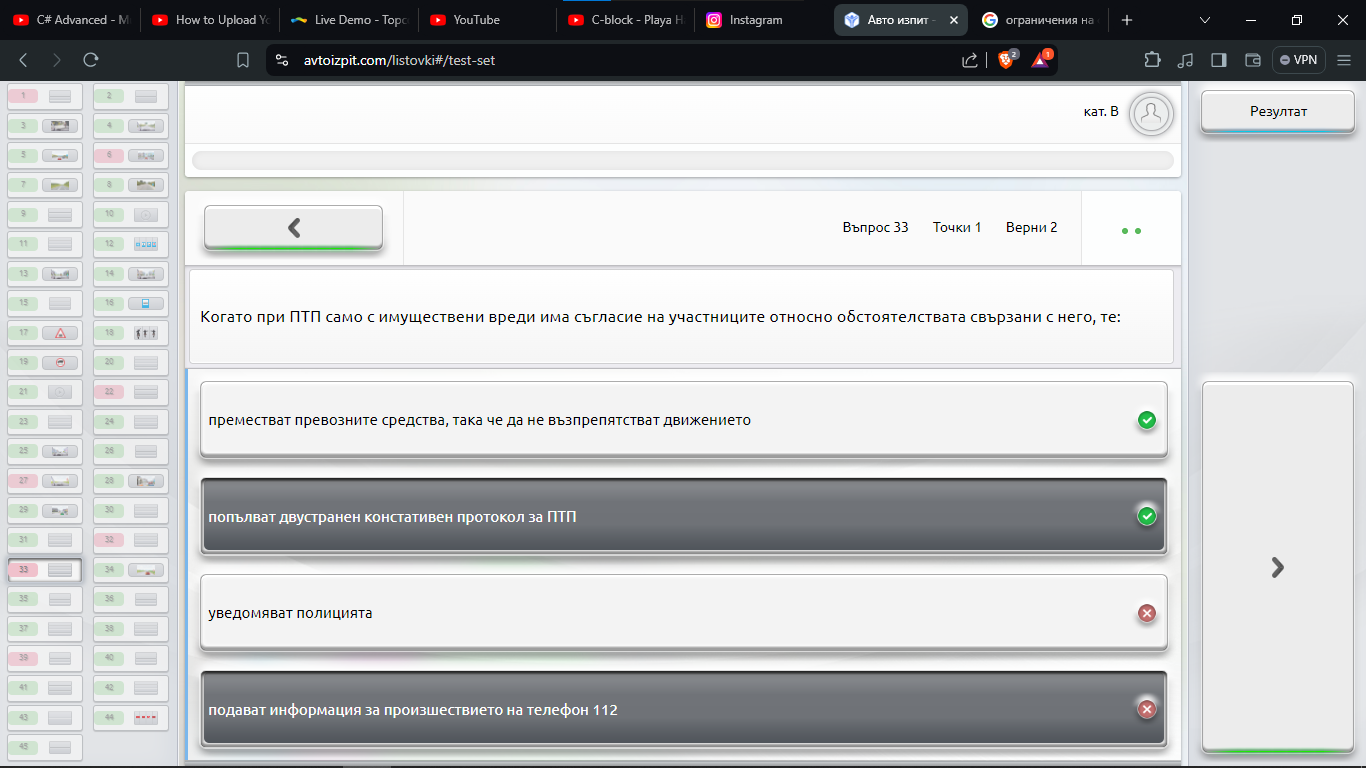 C# Advanced - M
How to Upload Yo
Live Demo - Торс
YouTube
C-block - Playa H
Instagram
Авто изпит -
ограничения на
avtoizpit.com/listovki#/test-set
2
1
VPN
1
2
3
4
5
6
7
8
9
10
11
12
13
14
15
16
17
18
19
20
21
22
23
24
25
26
27
28
29
30
31
32
33
34
35
36
37
38
39
40
41
42
43
44
45
кат. B
Резултат
Въпрос 33 Точки 1 Верни 2
Когато при ПТП само с имуществени вреди има съгласие на участниците относно обстоятелствата свързани с него, те:
преместват превозните средства, така че да не възпрепятстват движението
попълват двустранен констативен протокол за ПТП
уведомяват полицията
подават информация за произшествието на телефон 112